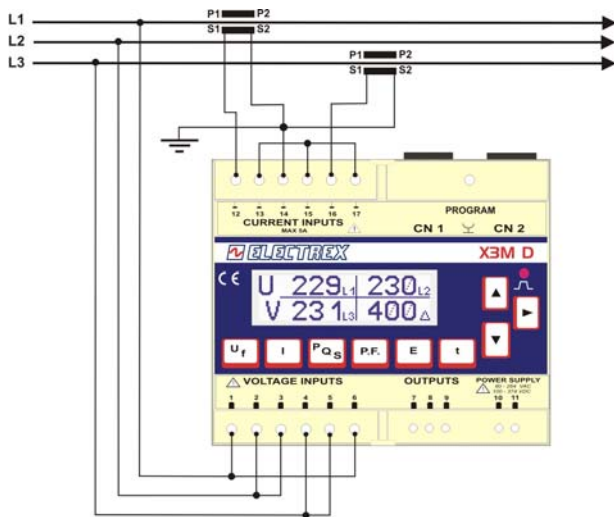 L1
P1 P2
L2
S1 S2
P1 P2
L3
S1 S2
12 13 14 15 16 17
CURRENT INPUTS
MAX 5A
PROGRAM
CN 1 CN 2
ELECTREX
X3M D
CE
U 229L1 230L2
V 231L3 400△
Uf
I
PQS
P.F.
E
t
VOLTAGE INPUTS
OUTPUTS
POWER SUPPLY
1 2 3 4 5 6
7 8 9
10 11